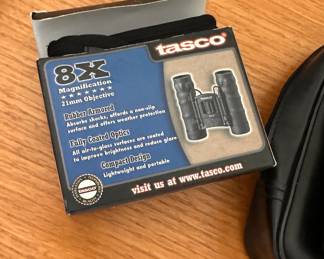 tasco®
8X
Magnification
21mm Objective
Rubber Armored
Absorbs shocks, affords a non-slip
surface and offers weather protection
Fully Coated Optics
All air-to-glass surfaces are coated
to improve brightness and reduce glare
Compact Design
Lightweight and portable
TASCO
visit us at www.tasco.com